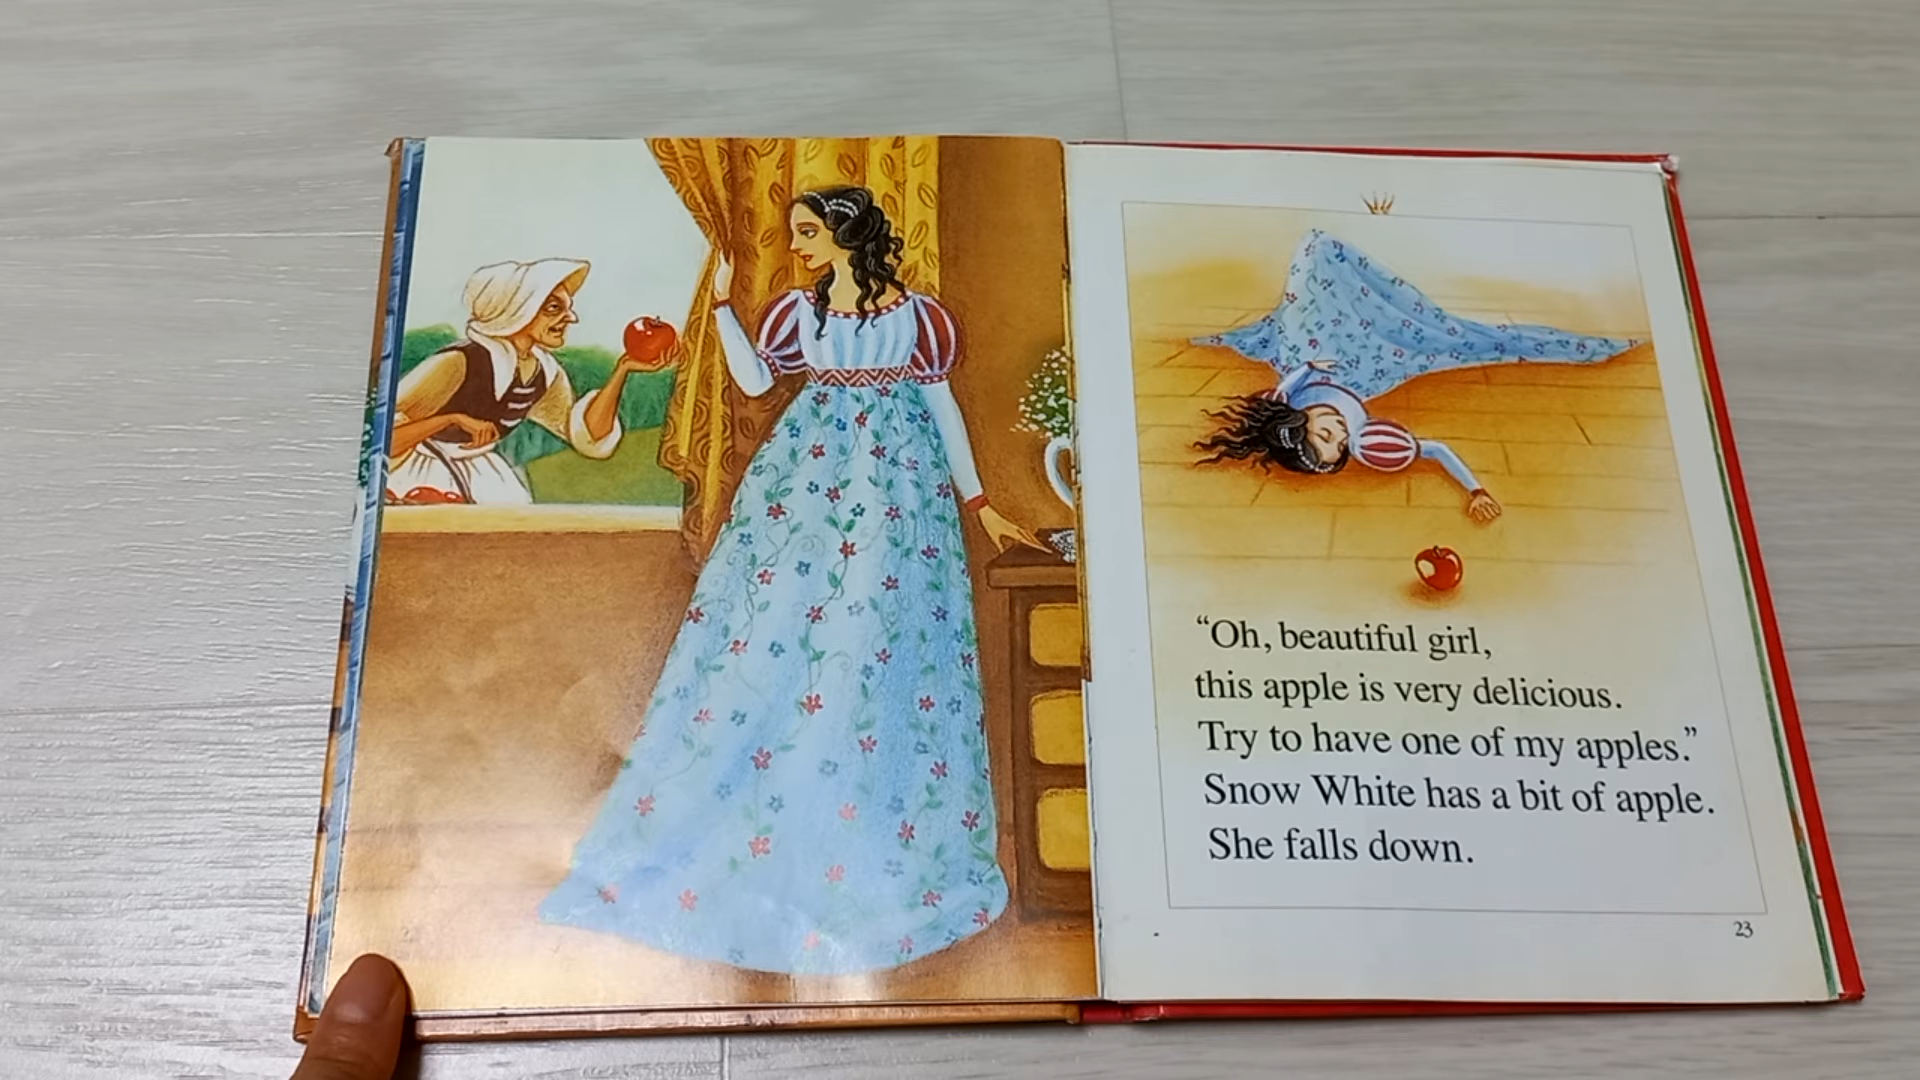 “Oh, beautiful girl,
this apple is very delicious.
Try to have one of my apples.”
Snow White has a bit of apple.
She falls down.
23